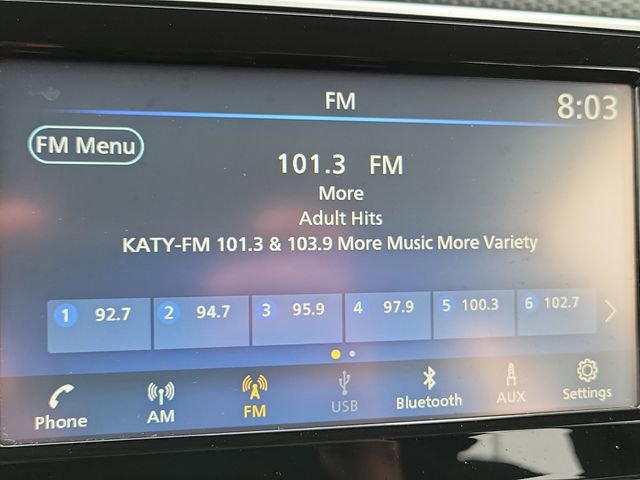 FM
8:03
FM Menu
101.3 FM
More
Adult Hits
KATY-FM 101.3 & 103.9 More Music More Variety
1 92.7 2 94.7 3 95.9 4 97.9 5 100.3 6 102.7
Phone AM FM USB Bluetooth AUX Settings